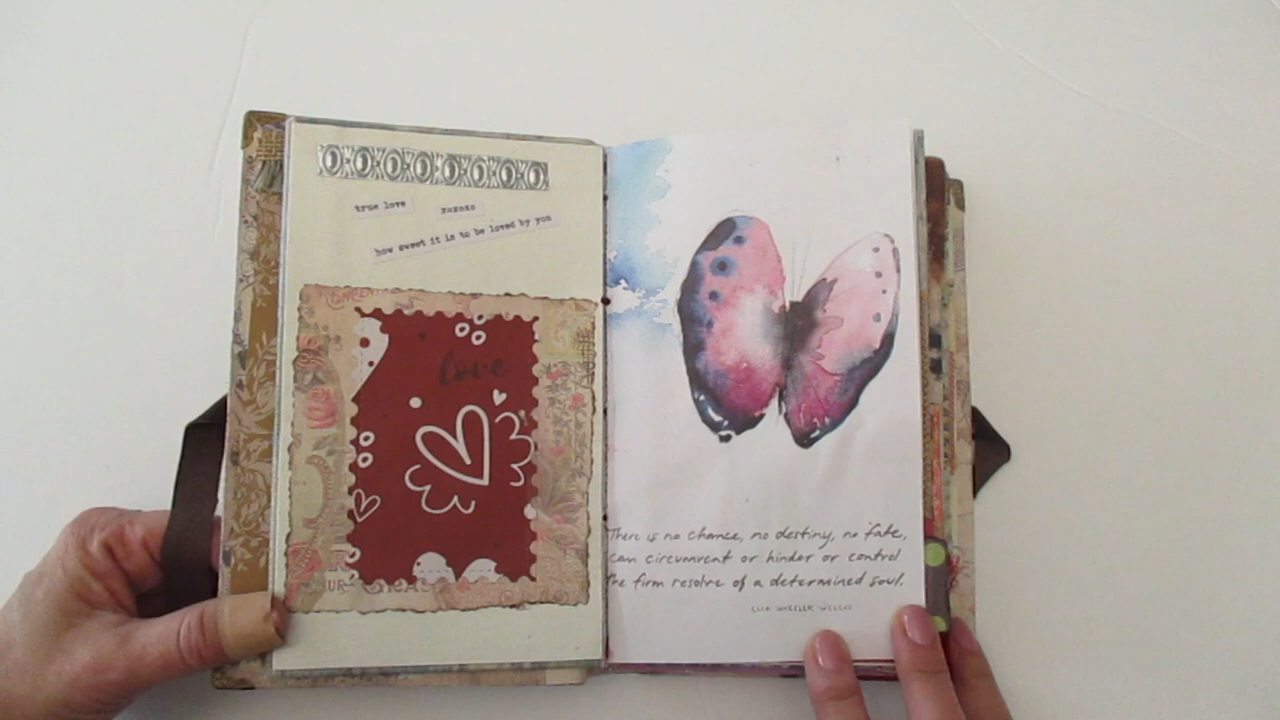 true love
xoxoxo
how sweet it is to be loved by you
love
There is no chance, no destiny, no fate,
can circumvent or hinder or control
the firm resolve of a determined soul.
ELLA WHEELER WILCOX